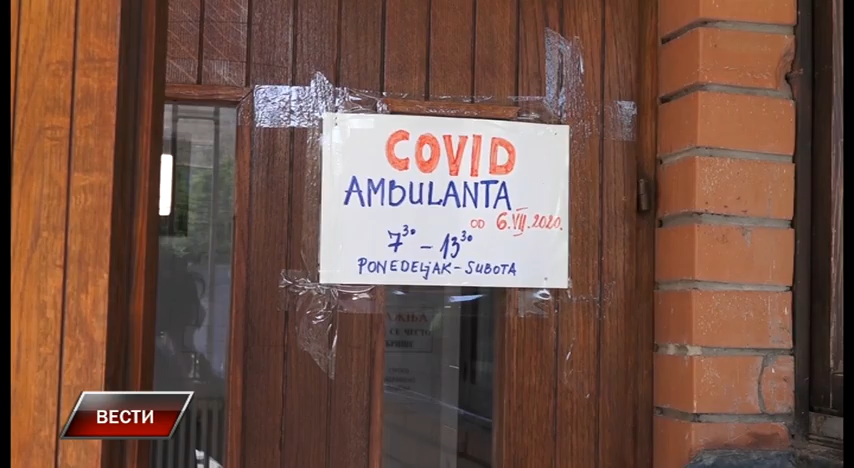 COVID
AMBULANTA
OD 6.VII.2020.
7³⁰ - 13³⁰
PONEDELjAK - SUBOTA
ВЕСТИ